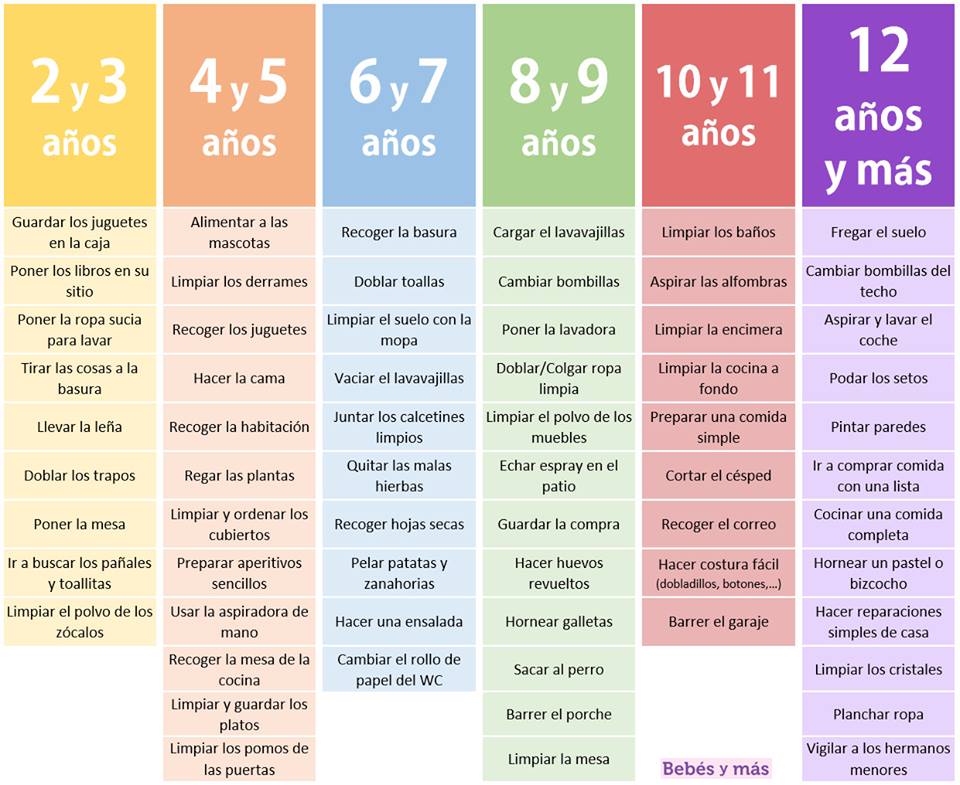 2 y 3
años
Guardar los juguetes
en la caja
Poner los libros en su
sitio
Poner la ropa sucia
para lavar
Tirar las cosas a la
basura
Llevar la leña
Doblar los trapos
Poner la mesa
Ir a buscar los pañales
y toallitas
Limpiar el polvo de los
zócalos
4 y 5
años
Alimentar a las
mascotas
Limpiar los derrames
Recoger los juguetes
Hacer la cama
Recoger la habitación
Regar las plantas
Limpiar y ordenar los
cubiertos
Preparar aperitivos
sencillos
Usar la aspiradora de
mano
Recoger la mesa de la
cocina
Limpiar y guardar los
platos
Limpiar los pomos de
las puertas
6 y 7
años
Recoger la basura
Doblar toallas
Limpiar el suelo con la
mopa
Vaciar el lavavajillas
Juntar los calcetines
limpios
Quitar las malas
hierbas
Recoger hojas secas
Pelar patatas y
zanahorias
Hacer una ensalada
Cambiar el rollo de
papel del WC
8 y 9
años
Cargar el lavavajillas
Cambiar bombillas
Poner la lavadora
Doblar/Colgar ropa
limpia
Limpiar el polvo de los
muebles
Echar espray en el
patio
Guardar la compra
Hacer huevos
revueltos
Hornear galletas
Sacar al perro
Barrer el porche
Limpiar la mesa
10 y 11
años
Limpiar los baños
Aspirar las alfombras
Limpiar la encimera
Limpiar la cocina a
fondo
Preparar una comida
simple
Cortar el césped
Recoger el correo
Hacer costura fácil
(dobladillos, botones,...)
Barrer el garaje
12
años
y más
Fregar el suelo
Cambiar bombillas del
techo
Aspirar y lavar el
coche
Podar los setos
Pintar paredes
Ir a comprar comida
con una lista
Cocinar una comida
completa
Hornear un pastel o
bizcocho
Hacer reparaciones
simples de casa
Limpiar los cristales
Planchar ropa
Vigilar a los hermanos
menores
Bebés y más